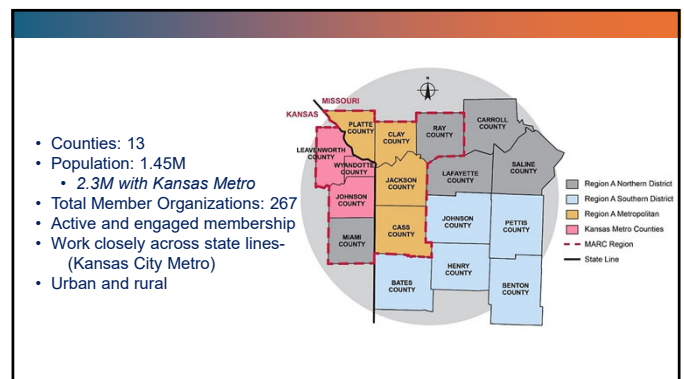 • Counties: 13
• Population: 1.45M
• 2.3M with Kansas Metro
• Total Member Organizations: 267
• Active and engaged membership
• Work closely across state lines-
(Kansas City Metro)
• Urban and rural
MISSOURI
KANSAS
PLATTE
COUNTY
CLAY
COUNTY
RAY
COUNTY
CARROLL
COUNTY
LEAVENWORTH
COUNTY
WYANDOTTE
COUNTY
JACKSON
COUNTY
LAFAYETTE
COUNTY
SALINE
COUNTY
JOHNSON
COUNTY
MIAMI
COUNTY
CASS
COUNTY
JOHNSON
COUNTY
PETTIS
COUNTY
BATES
COUNTY
HENRY
COUNTY
BENTON
COUNTY
Region A Northern District
Region A Southern District
Region A Metropolitan
Kansas Metro Counties
MARC Region
State Line